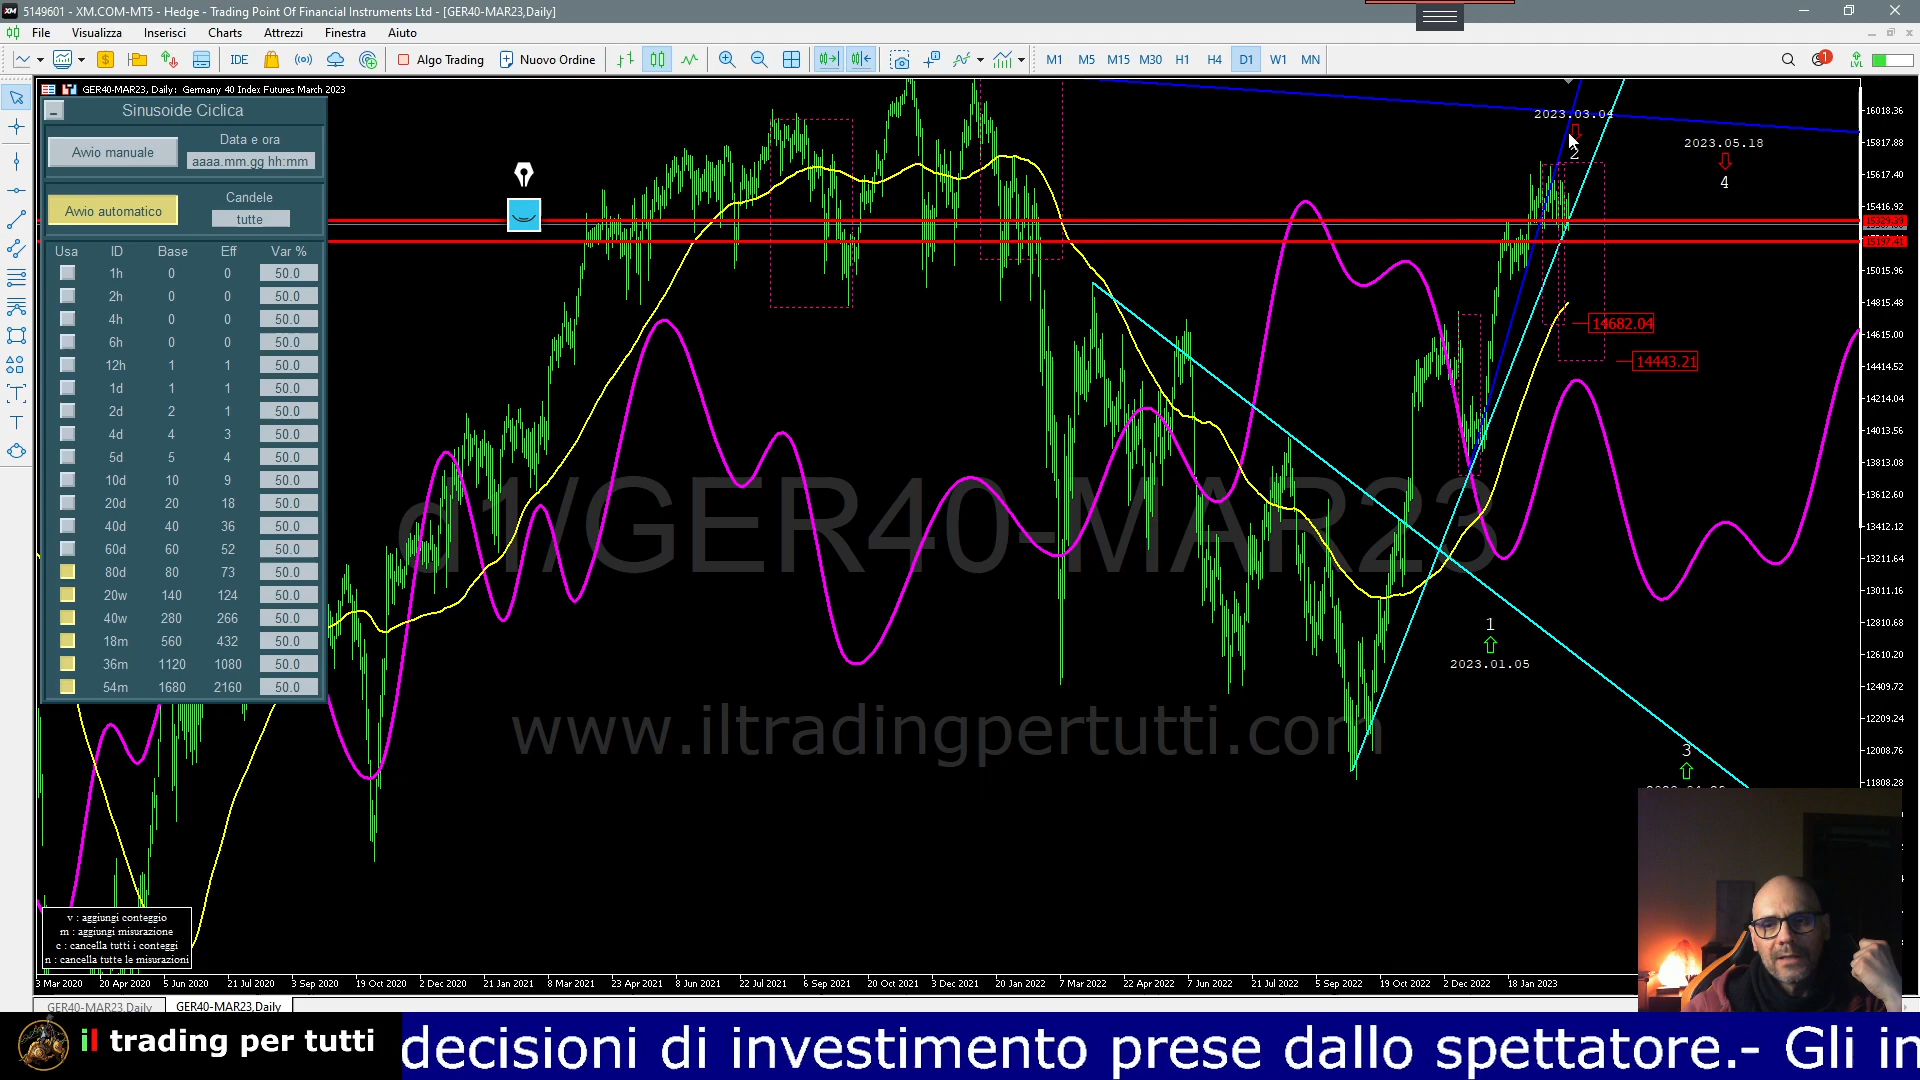 5149601 - XM.COM-MT5 - Hedge - Trading Point Of Financial Instruments Ltd - [GER40-MAR23,Daily]
File Visualizza Inserisci Charts Attrezzi Finestra Aiuto
IDE Algo Trading Nuovo Ordine M1 M5 M15 M30 H1 H4 D1 W1 MN 1 LVL
GER40-MAR23, Daily: Germany 40 Index Futures March 2023
Sinusoide Ciclica
Avvio manuale
Data e ora
aaaa.mm.gg hh:mm
Avvio automatico
Candele
tutte
Usa ID Base Eff Var %
1h 0 0 50.0
2h 0 0 50.0
4h 0 0 50.0
6h 0 0 50.0
12h 1 1 50.0
1d 1 1 50.0
2d 2 1 50.0
4d 4 3 50.0
5d 5 4 50.0
10d 10 9 50.0
20d 20 18 50.0
40d 40 36 50.0
60d 60 52 50.0
80d 80 73 50.0
20w 140 124 50.0
40w 280 266 50.0
18m 560 432 50.0
36m 1120 1080 50.0
54m 1680 2160 50.0
2023.03.04
2
2023.05.18
4
14682.04
14443.21
d1/GER40-MAR23
www.iltradingpertutti.com
1
2023.01.05
3
16018.36
15817.88
15617.40
15416.92
15329.39
15197.41
15015.96
14815.48
14615.00
14414.52
14214.04
14013.56
13813.08
13612.60
13412.12
13211.64
13011.16
12810.68
12610.20
12409.72
12209.24
12008.76
11808.28
v : aggiungi conteggio
m : aggiungi misurazione
c : cancella tutti i conteggi
n : cancella tutte le misurazioni
3 Mar 2020 20 Apr 2020 5 Jun 2020 21 Jul 2020 3 Sep 2020 19 Oct 2020 2 Dec 2020 21 Jan 2021 8 Mar 2021 23 Apr 2021 8 Jun 2021 22 Jul 2021 6 Sep 2021 20 Oct 2021 3 Dec 2021 20 Jan 2022 7 Mar 2022 22 Apr 2022 7 Jun 2022 21 Jul 2022 5 Sep 2022 19 Oct 2022 2 Dec 2022 18 Jan 2023
GER40-MAR23,Daily GER40-MAR23,Daily
il trading per tutti
decisioni di investimento prese dallo spettatore.- Gli in